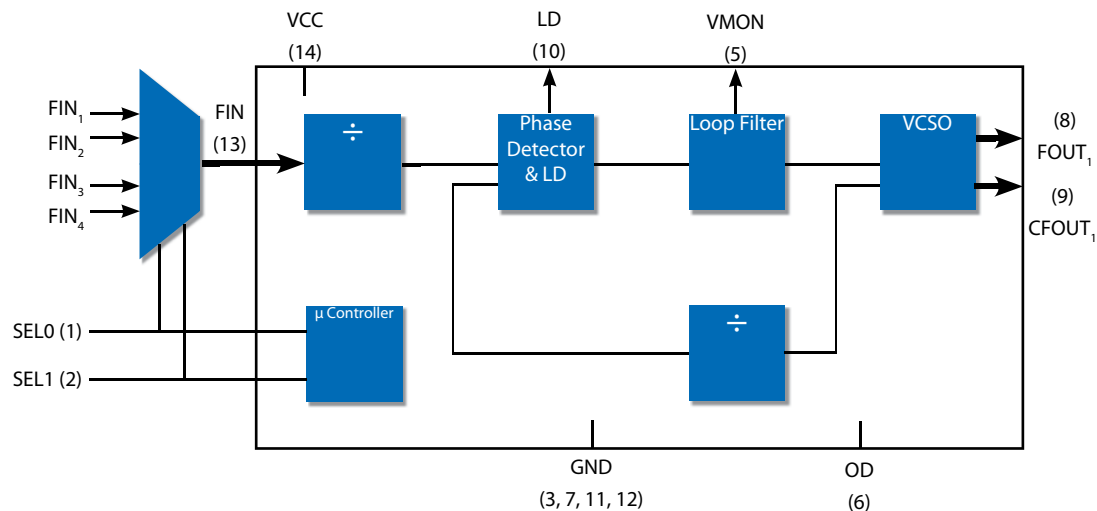 VCC
(14)
LD
(10)
VMON
(5)
FIN₁
FIN₂
FIN₃
FIN₄
FIN
(13)
÷
Phase
Detector
& LD
Loop Filter
VCSO
(8)
FOUT₁
(9)
CFOUT₁
SEL0 (1)
SEL1 (2)
μ Controller
÷
GND
(3, 7, 11, 12)
OD
(6)